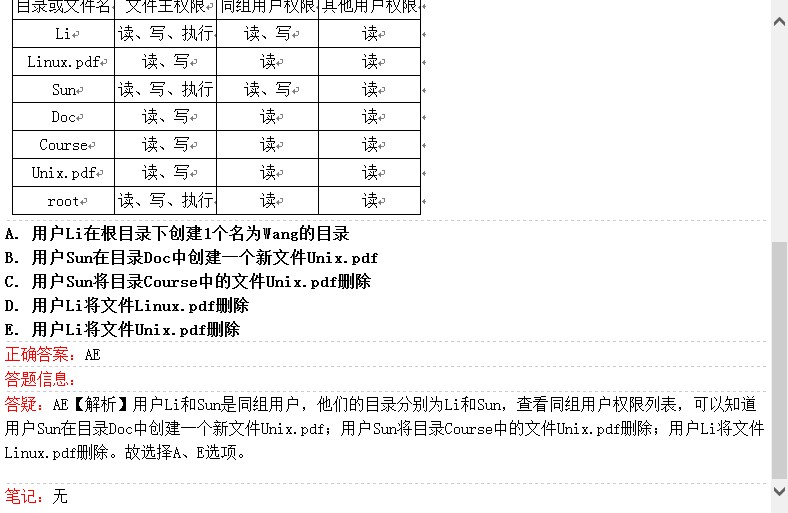 目录或文件名 文件主权限 同组用户权限 其他用户权限
Li 读、写、执行 读、写 读
Linux.pdf 读、写 读 读
Sun 读、写、执行 读、写 读
Doc 读、写 读 读
Course 读、写 读 读
Unix.pdf 读、写 读 读
root 读、写、执行 读 读
A. 用户Li在根目录下创建1个名为Wang的目录
B. 用户Sun在目录Doc中创建一个新文件Unix.pdf
C. 用户Sun将目录Course中的文件Unix.pdf删除
D. 用户Li将文件Linux.pdf删除
E. 用户Li将文件Unix.pdf删除
正确答案：AE
答题信息：
答疑：AE【解析】用户Li和Sun是同组用户，他们的目录分别为Li和Sun，查看同组用户权限列表，可以知道
用户Sun在目录Doc中创建一个新文件Unix.pdf；用户Sun将目录Course中的文件Unix.pdf删除；用户Li将文件
Linux.pdf删除。故选择A、E选项。
笔记：无